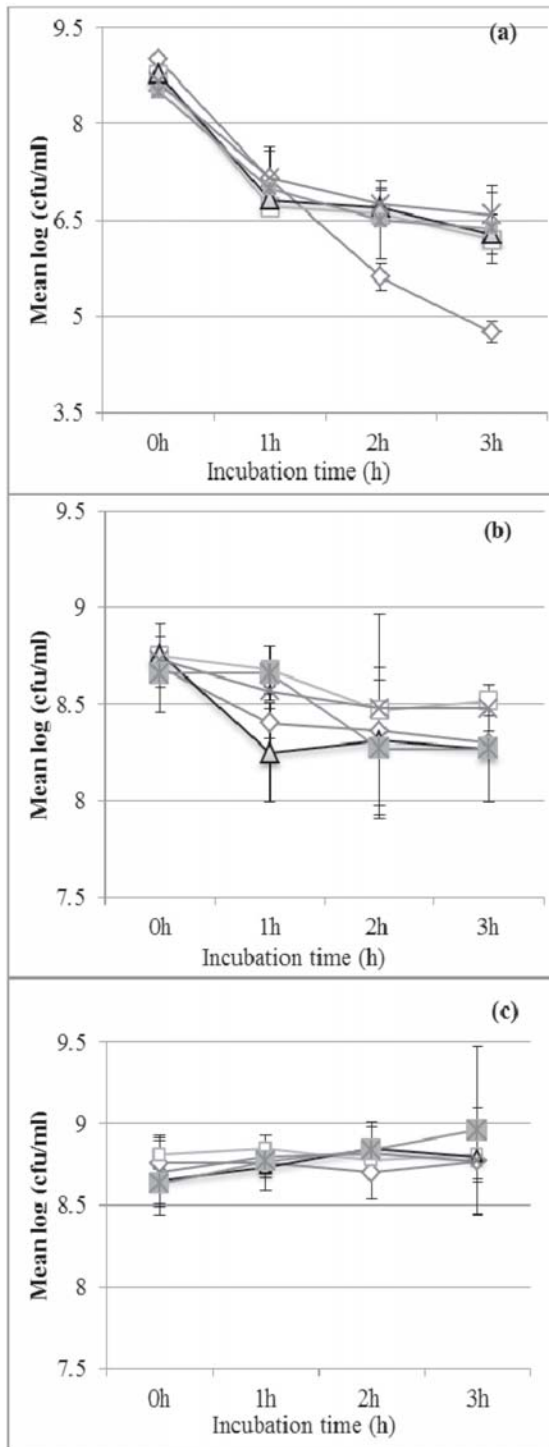 (a)
9.5
8
6.5
5
3.5
Mean log (cfu/ml)
0h 1h 2h 3h
Incubation time (h)
(b)
9.5
9
8.5
8
7.5
Mean log (cfu/ml)
0h 1h 2h 3h
Incubation time (h)
(c)
9.5
9
8.5
8
7.5
Mean log (cfu/ml)
0h 1h 2h 3h
Incubation time (h)